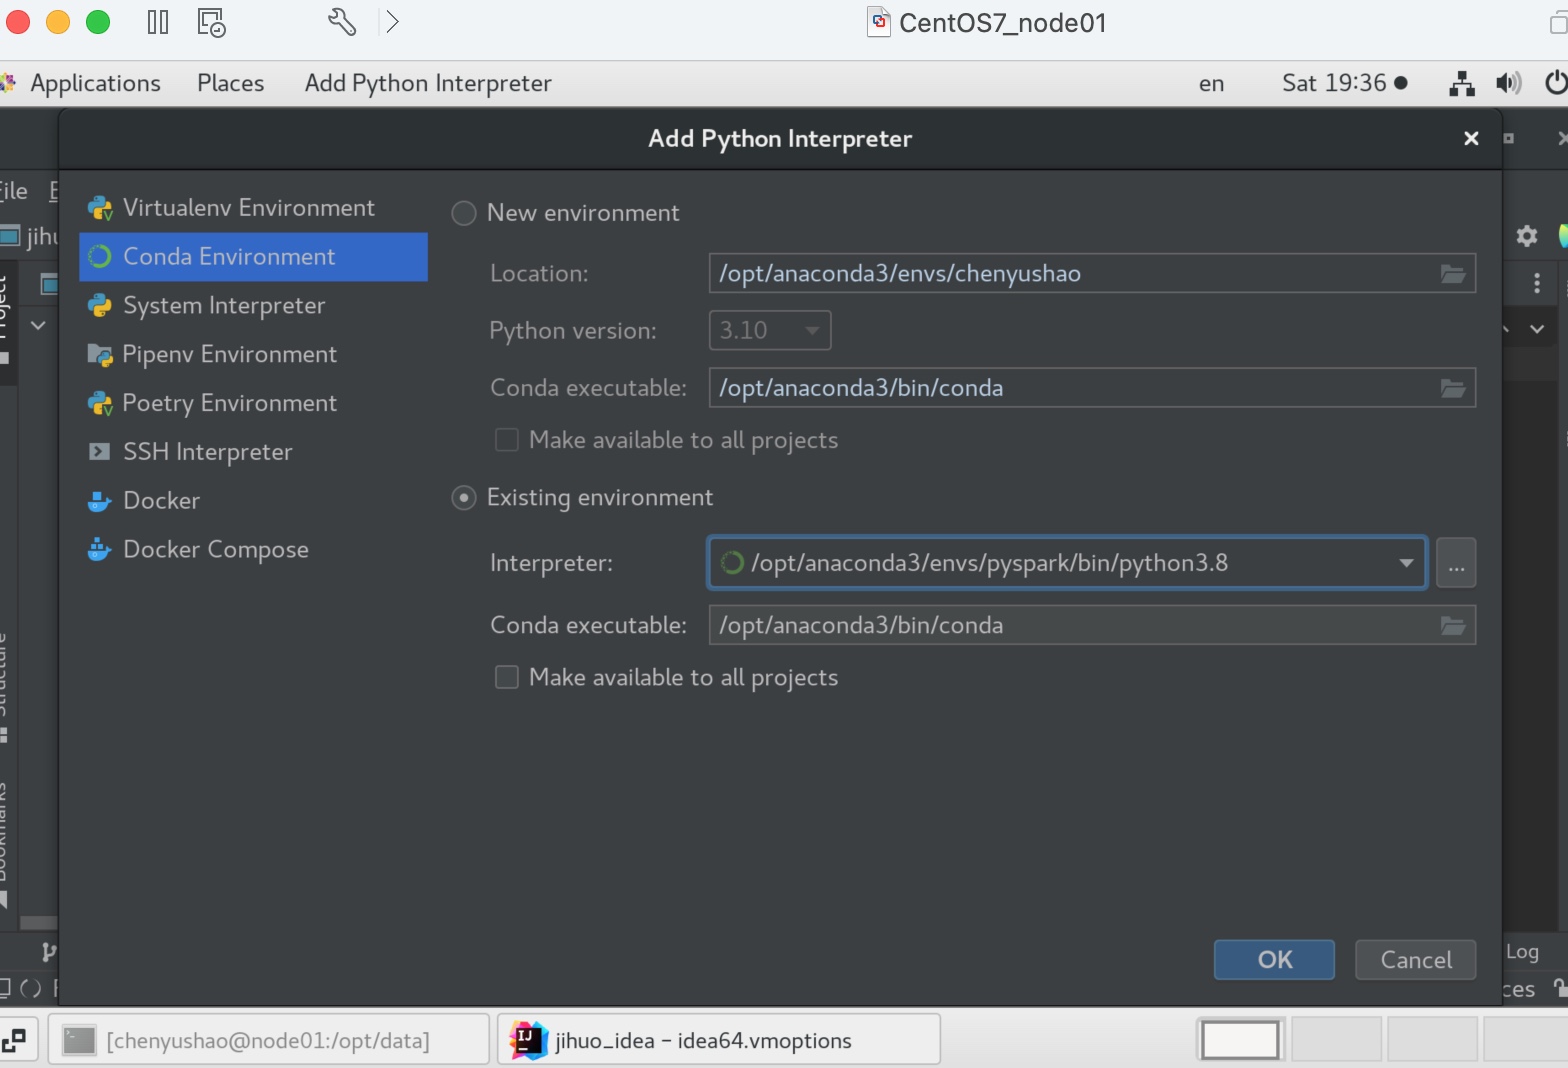 CentOS7_node01
Applications Places Add Python Interpreter en Sat 19:36
Add Python Interpreter
Virtualenv Environment
Conda Environment
System Interpreter
Pipenv Environment
Poetry Environment
SSH Interpreter
Docker
Docker Compose
New environment
Location: /opt/anaconda3/envs/chenyushao
Python version: 3.10
Conda executable: /opt/anaconda3/bin/conda
Make available to all projects
Existing environment
Interpreter: /opt/anaconda3/envs/pyspark/bin/python3.8 ...
Conda executable: /opt/anaconda3/bin/conda
Make available to all projects
OK Cancel
Log
[chenyushao@node01:/opt/data]
jihuo_idea – idea64.vmoptions